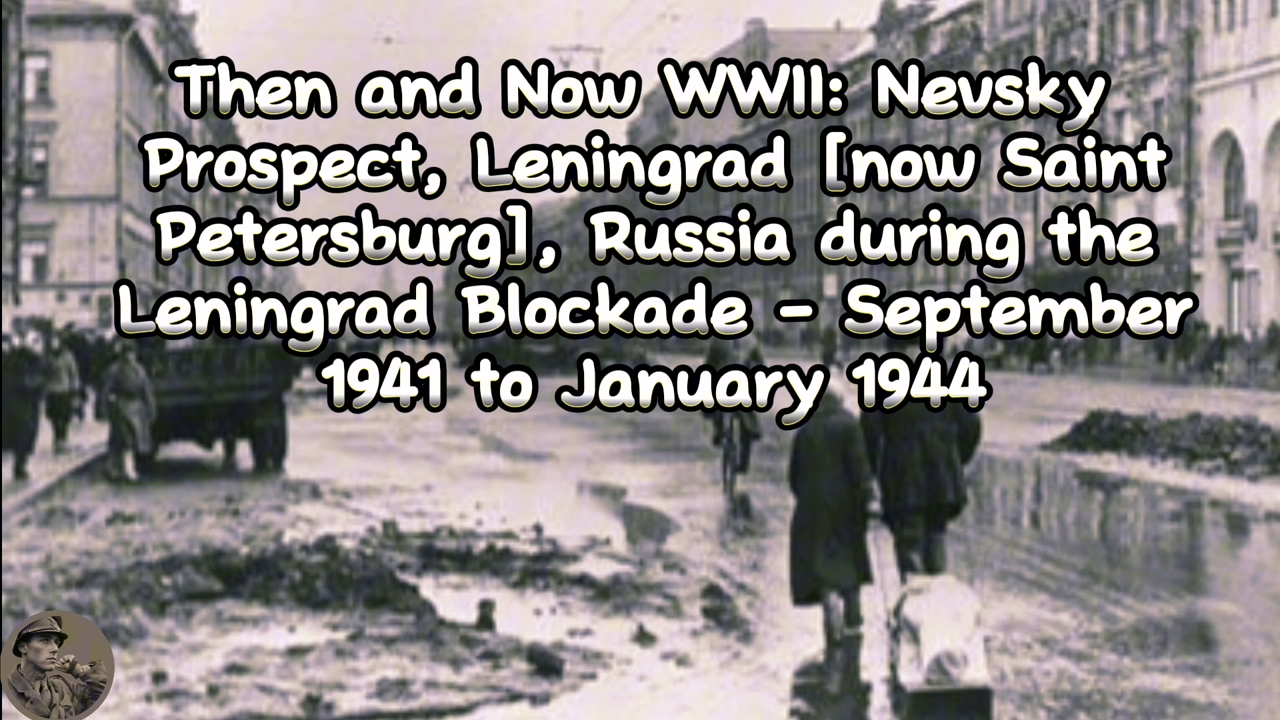 Then and Now WWII: Nevsky
Prospect, Leningrad [now Saint
Petersburg], Russia during the
Leningrad Blockade - September
1941 to January 1944